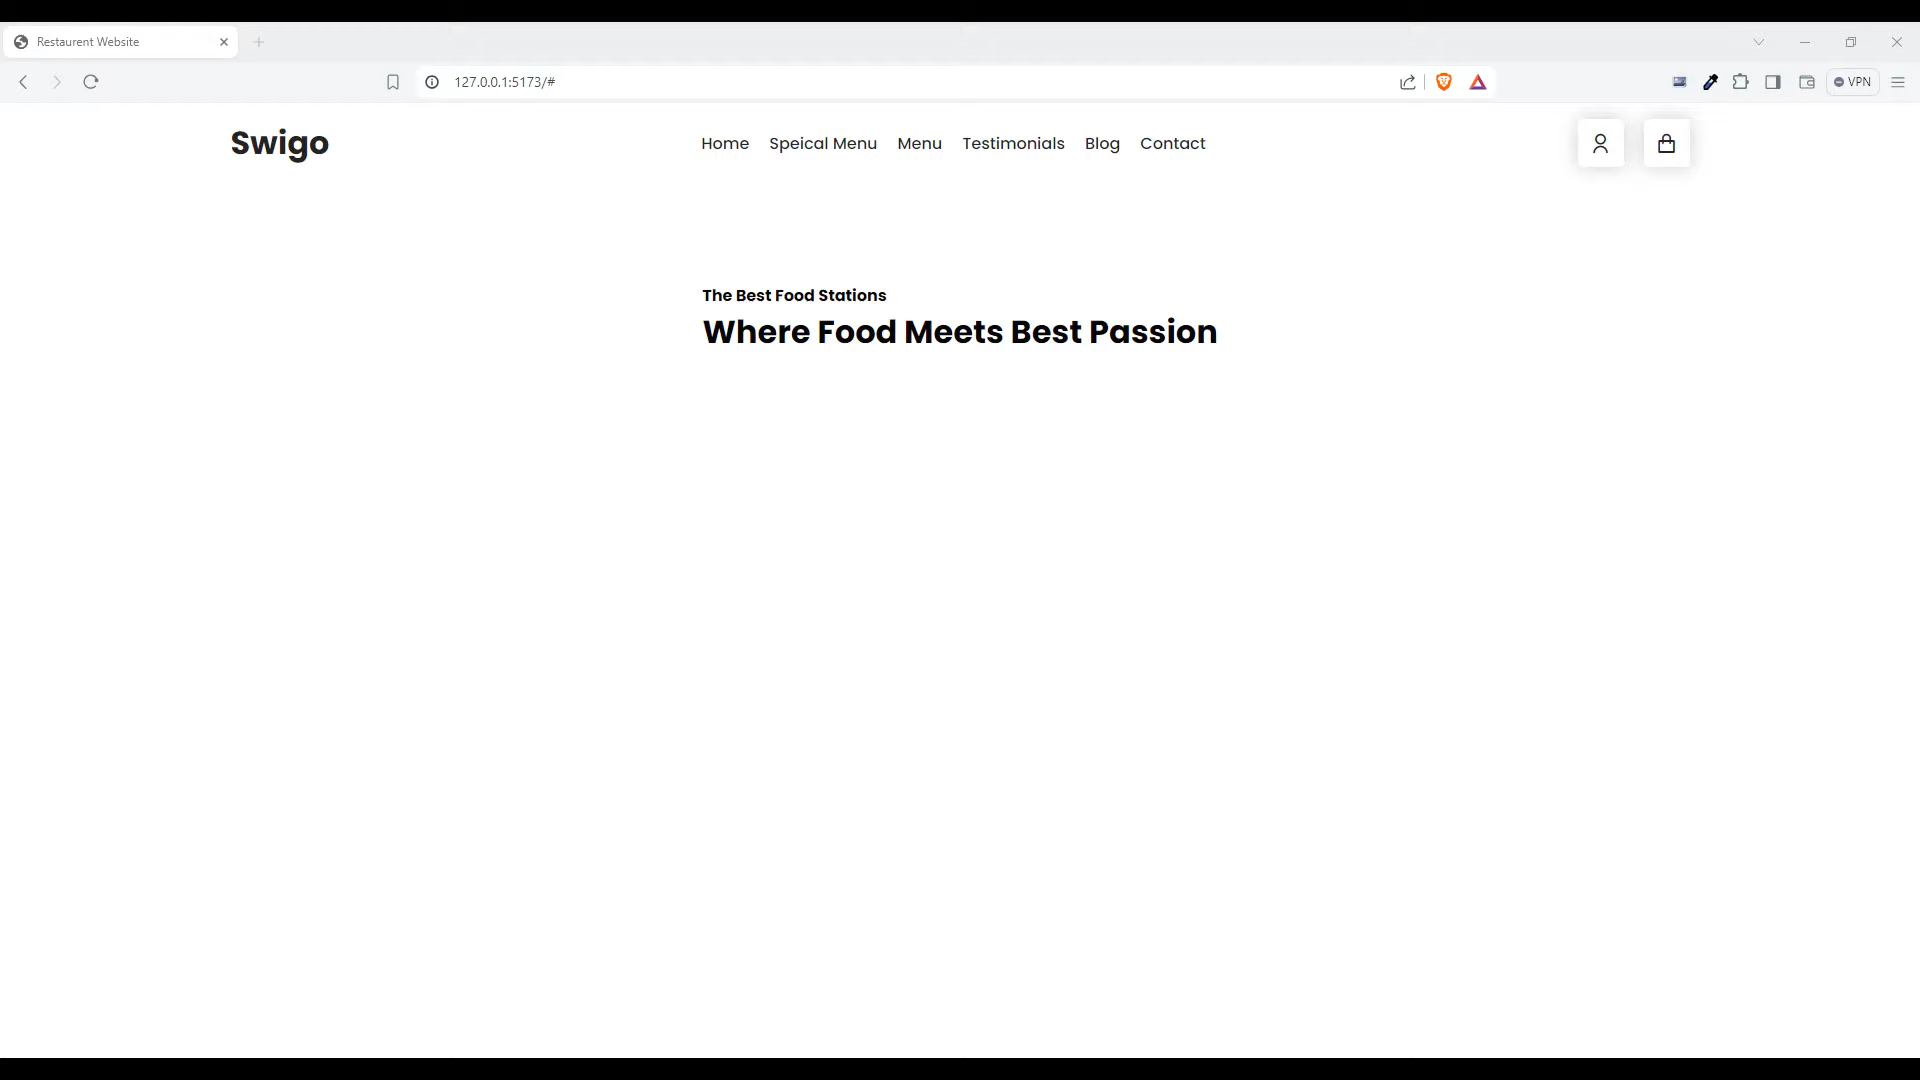 Restaurent Website
127.0.0.1:5173/#
VPN
Swigo
Home Speical Menu Menu Testimonials Blog Contact
The Best Food Stations
Where Food Meets Best Passion